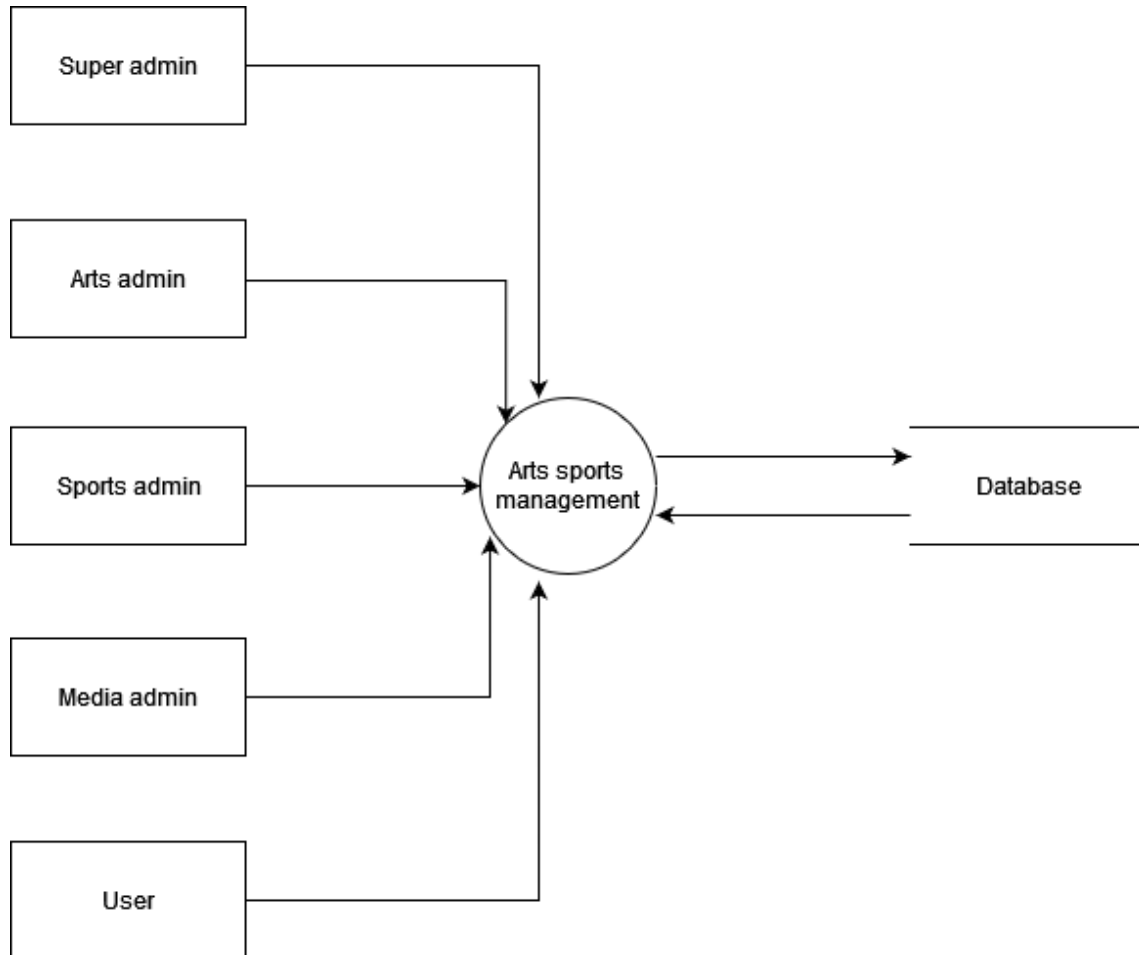 Super admin
Arts admin
Sports admin
Arts sports
management
Database
Media admin
User